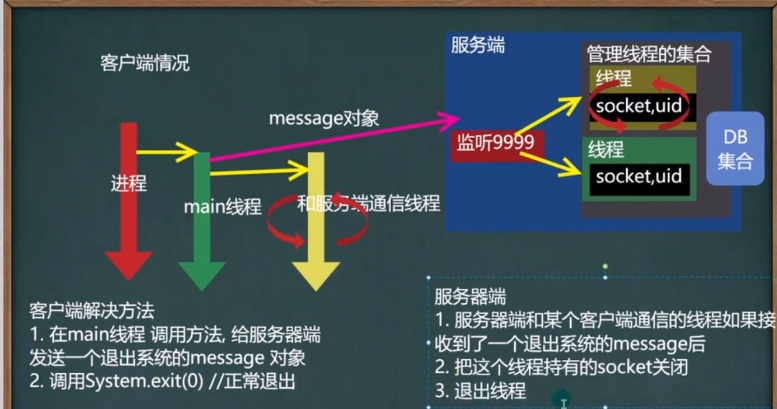 客户端情况
服务端
管理线程的集合
线程
socket,uid
message对象
监听9999
DB
集合
线程
socket,uid
进程
main线程
和服务端通信线程
客户端解决方法
1. 在main线程 调用方法, 给服务器端
发送一个退出系统的message 对象
2. 调用System.exit(0) //正常退出
服务器端
1. 服务器端和某个客户端通信的线程如果接
收到了一个退出系统的message后
2. 把这个线程持有的socket关闭
3. 退出线程